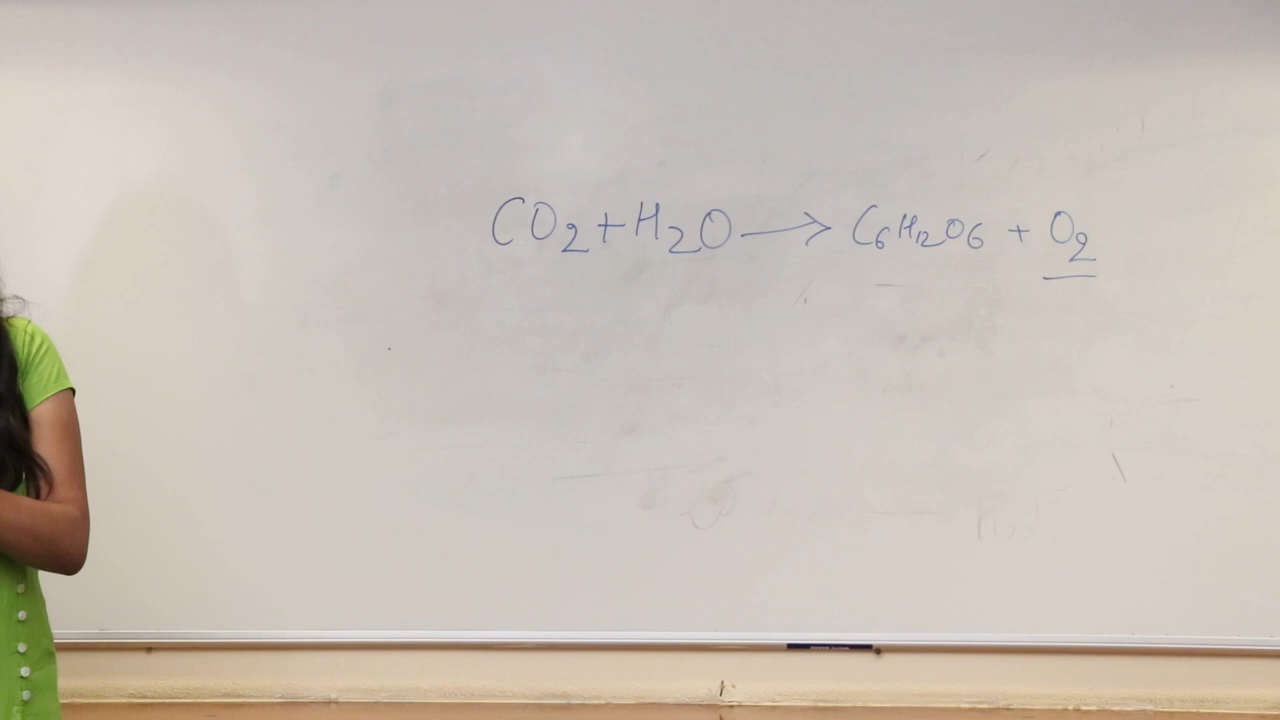 CO₂ + H₂O → C₆H₁₂O₆ + O₂